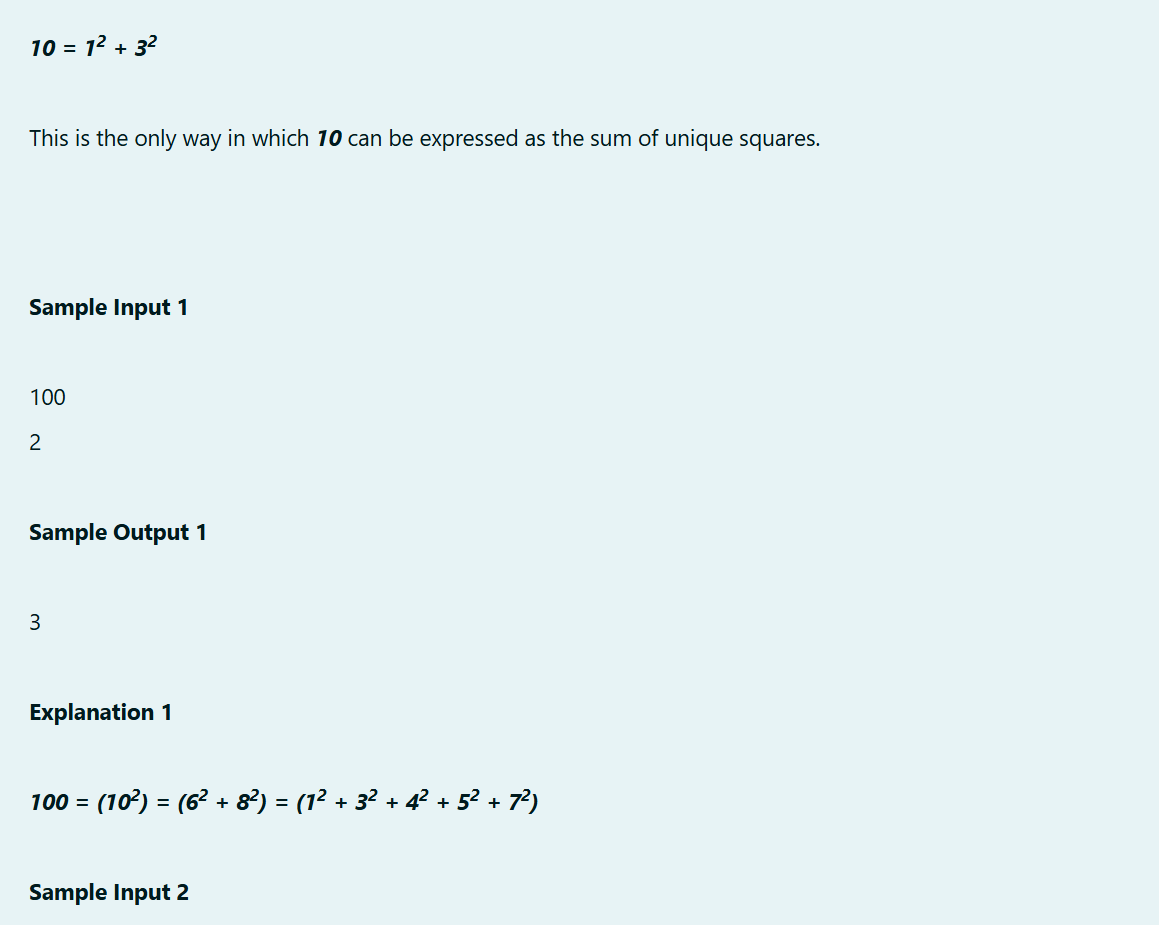 10 = 1² + 3²
This is the only way in which 10 can be expressed as the sum of unique squares.
Sample Input 1
100
2
Sample Output 1
3
Explanation 1
100 = (10²) = (6² + 8²) = (1² + 3² + 4² + 5² + 7²)
Sample Input 2